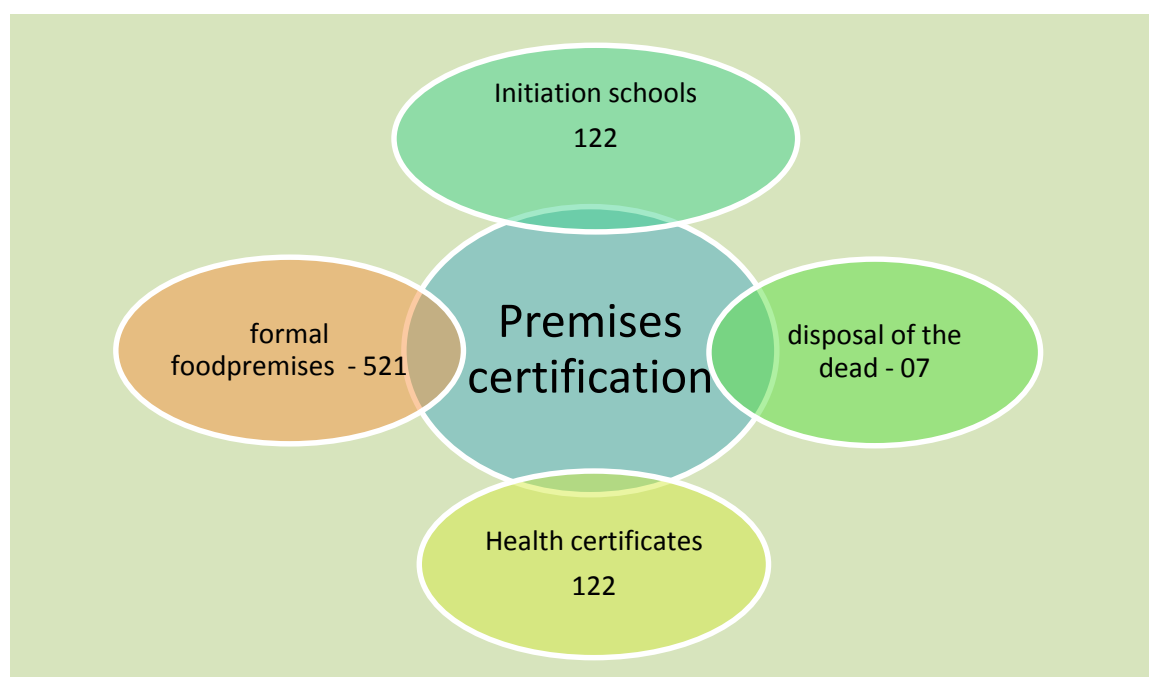 Initiation schools
122
formal
foodpremises - 521
Premises
certification
disposal of the
dead - 07
Health certificates
122